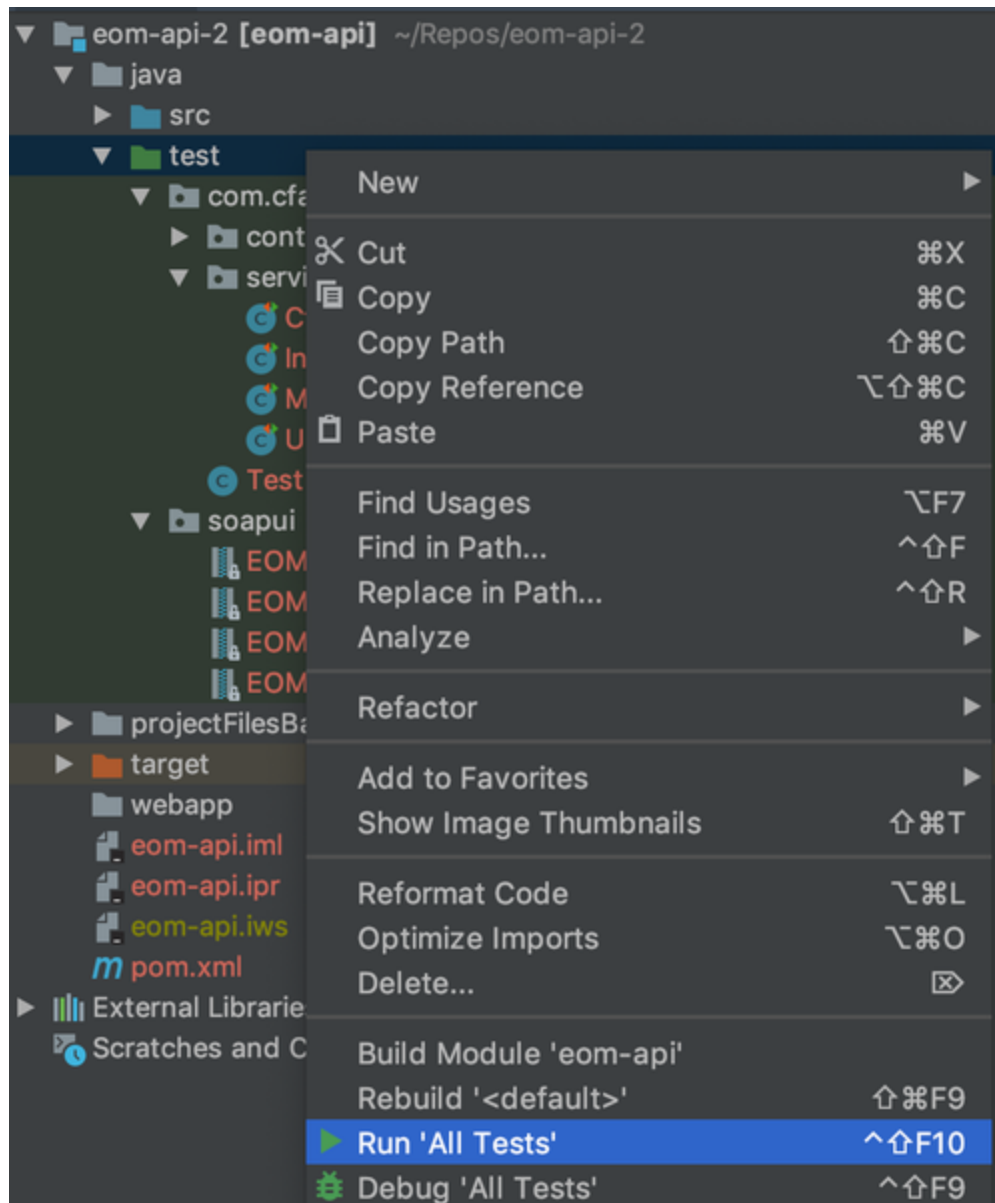 eom-api-2 [eom-api] ~/Repos/eom-api-2
java
src
test
com.cfa
cont
servi
C
In
M
U
Test
soapui
EOM
EOM
EOM
EOM
projectFilesBa
target
webapp
eom-api.iml
eom-api.ipr
eom-api.iws
pom.xml
External Librarie
Scratches and C
New
Cut ⌘X
Copy ⌘C
Copy Path ⇧⌘C
Copy Reference ⌥⇧⌘C
Paste ⌘V
Find Usages ⌥F7
Find in Path... ^⇧F
Replace in Path... ^⇧R
Analyze
Refactor
Add to Favorites
Show Image Thumbnails ⇧⌘T
Reformat Code ⌥⌘L
Optimize Imports ⌥⌘O
Delete... ⌦
Build Module 'eom-api'
Rebuild '<default>' ⇧⌘F9
Run 'All Tests' ^⇧F10
Debug 'All Tests' ^⇧F9